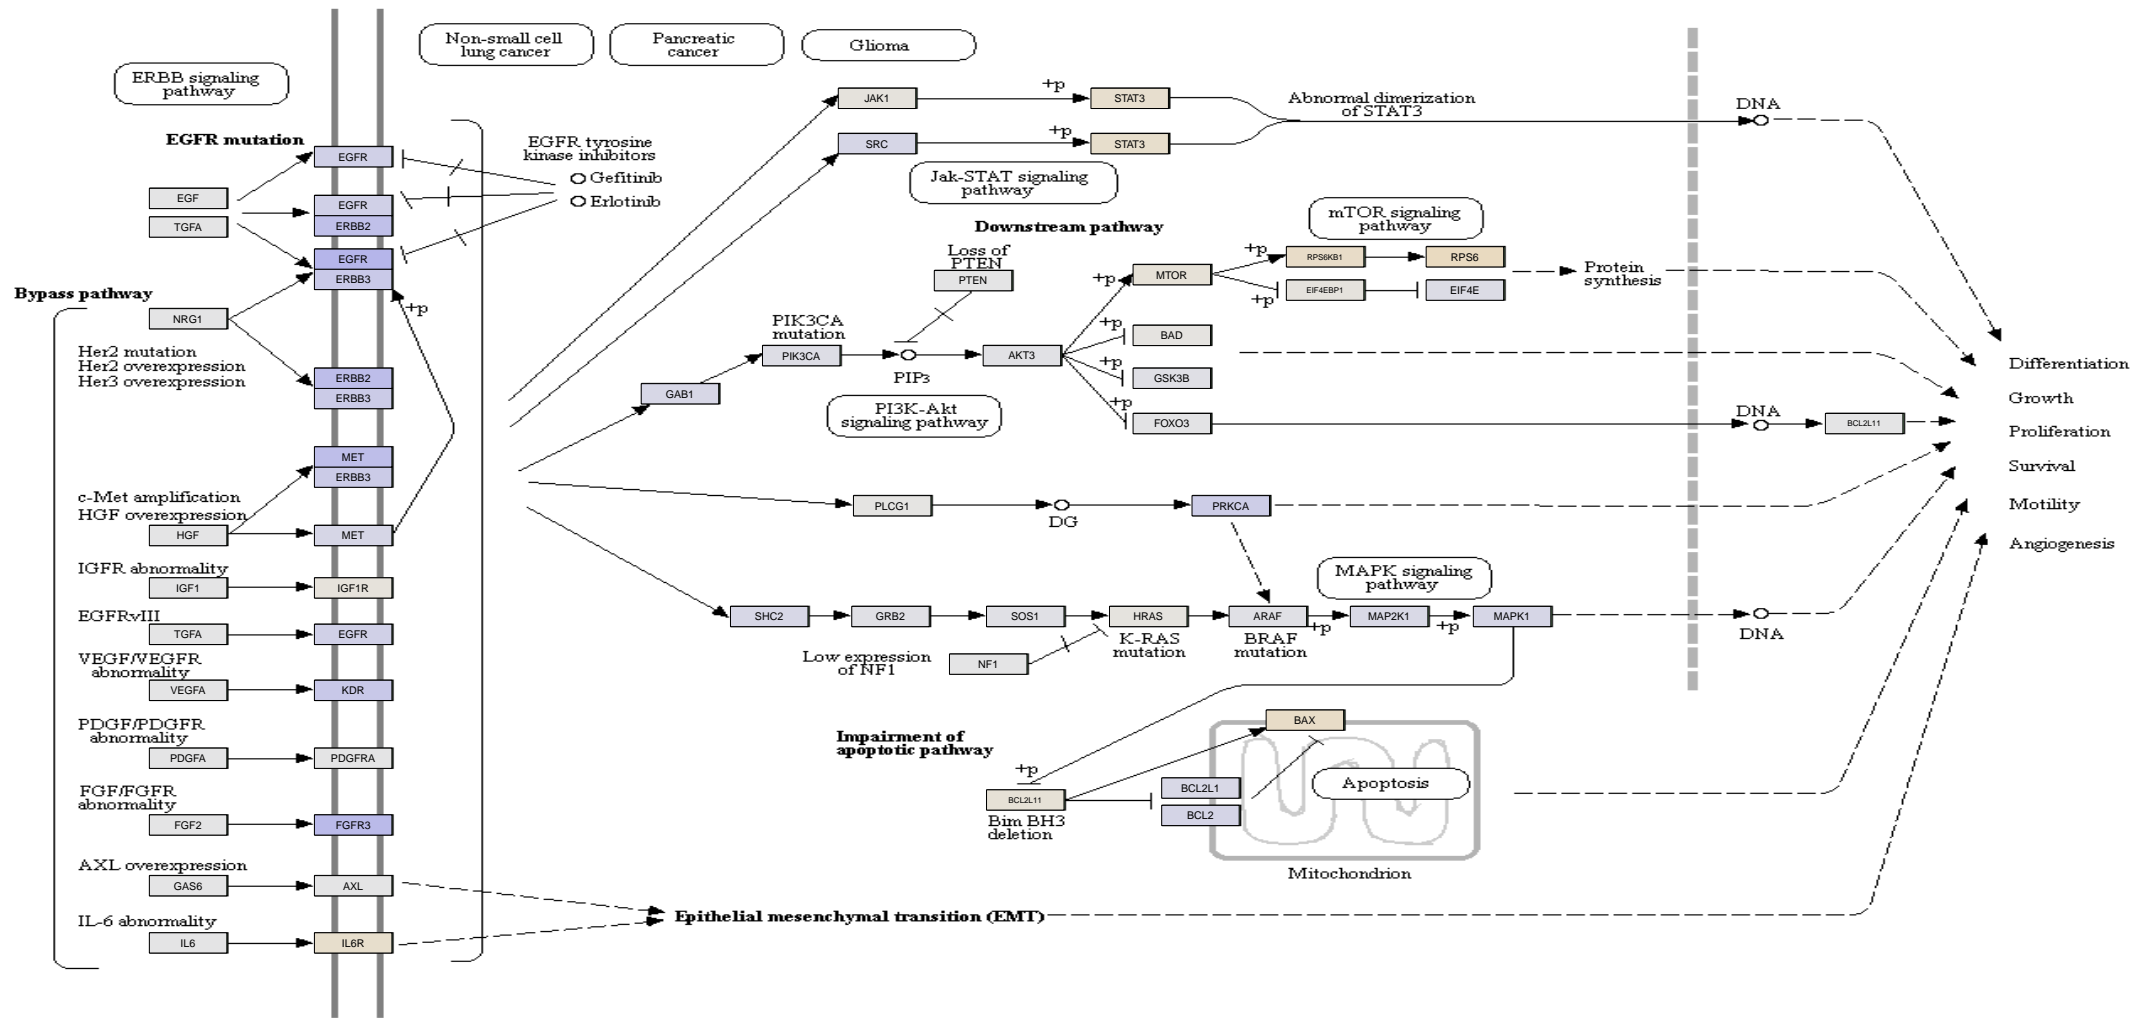 Non-small cell
lung cancer
Pancreatic
cancer
Glioma
ERBB signaling
pathway
EGFR mutation
EGFR
EGF
TGFA
EGFR
ERBB2
EGFR
ERBB3
EGFR tyrosine
kinase inhibitors
Gefitinib
Erlotinib
Bypass pathway
NRG1
+p
Her2 mutation
Her2 overexpression
Her3 overexpression
ERBB2
ERBB3
MET
ERBB3
c-Met amplification
HGF overexpression
HGF
MET
IGFR abnormality
IGF1
IGF1R
EGFRvIII
TGFA
EGFR
VEGF/VEGFR
abnormality
VEGFA
KDR
PDGF/PDGFR
abnormality
PDGFA
PDGFRA
FGF/FGFR
abnormality
FGF2
FGFR3
AXL overexpression
GAS6
AXL
IL-6 abnormality
IL6
IL6R
Epithelial mesenchymal transition (EMT)
JAK1
+p
STAT3
SRC
+p
STAT3
Abnormal dimerization
of STAT3
DNA
Jak-STAT signaling
pathway
Downstream pathway
Loss of
PTEN
PTEN
mTOR signaling
pathway
+p
MTOR
+p
RPS6KB1
RPS6
+p
EIF4EBP1
EIF4E
Protein
synthesis
PIK3CA
mutation
PIK3CA
PIP3
AKT3
+p
BAD
+p
GSK3B
+p
FOXO3
GAB1
PI3K-Akt
signaling pathway
DNA
BCL2L11
PLCG1
DG
PRKCA
MAPK signaling
pathway
SHC2
GRB2
SOS1
HRAS
ARAF
+p
MAP2K1
+p
MAPK1
DNA
K-RAS
mutation
BRAF
mutation
Low expression
of NF1
NF1
Impairment of
apoptotic pathway
BAX
+p
BCL2L11
Bim BH3
deletion
BCL2L1
BCL2
Apoptosis
Mitochondrion
Differentiation
Growth
Proliferation
Survival
Motility
Angiogenesis